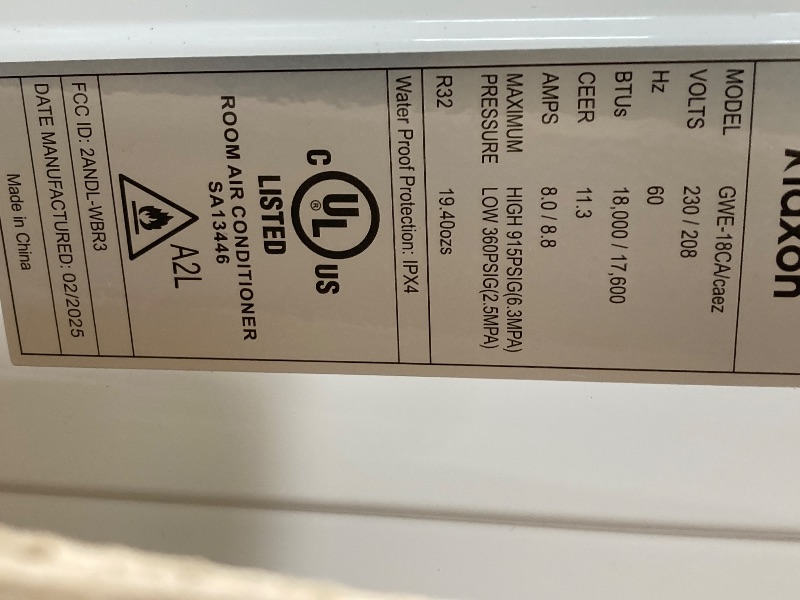 MODEL GWE-18CA/caez
VOLTS 230 / 208
Hz 60
BTUs 18,000 / 17,600
CEER 11.3
AMPS 8.0 / 8.8
MAXIMUM HIGH 915PSIG(6.3MPA)
PRESSURE LOW 360PSIG(2.5MPA)
R32 19.40ozs
Water Proof Protection: IPX4
C UL ® US
LISTED
ROOM AIR CONDITIONER
SA13446
A2L
FCC ID: 2ANDL-WBR3
DATE MANUFACTURED: 02/2025
Made in China